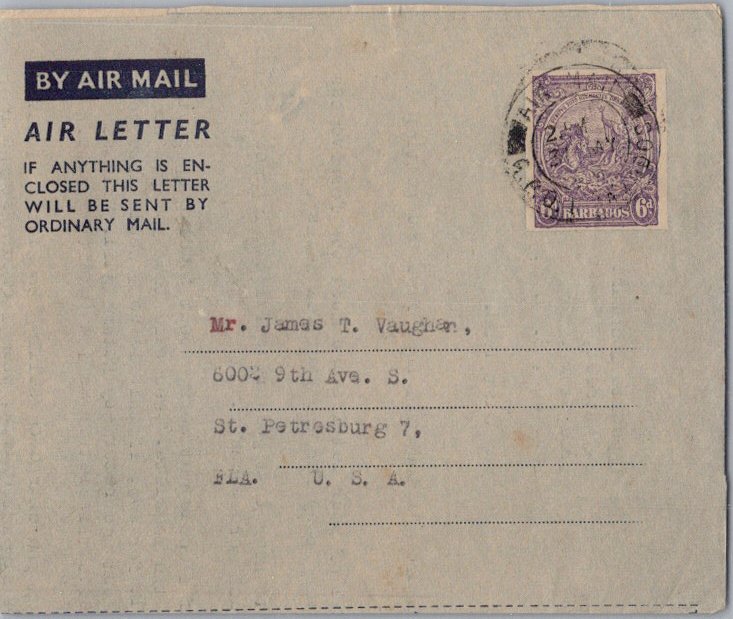 BY AIR MAIL
AIR LETTER
IF ANYTHING IS EN-
CLOSED THIS LETTER
WILL BE SENT BY
ORDINARY MAIL.
BARBADOS 6d
Mr. James T. Vaughan,
9th Ave. S.
St. Petresburg 7,
FLA. U. S. A.